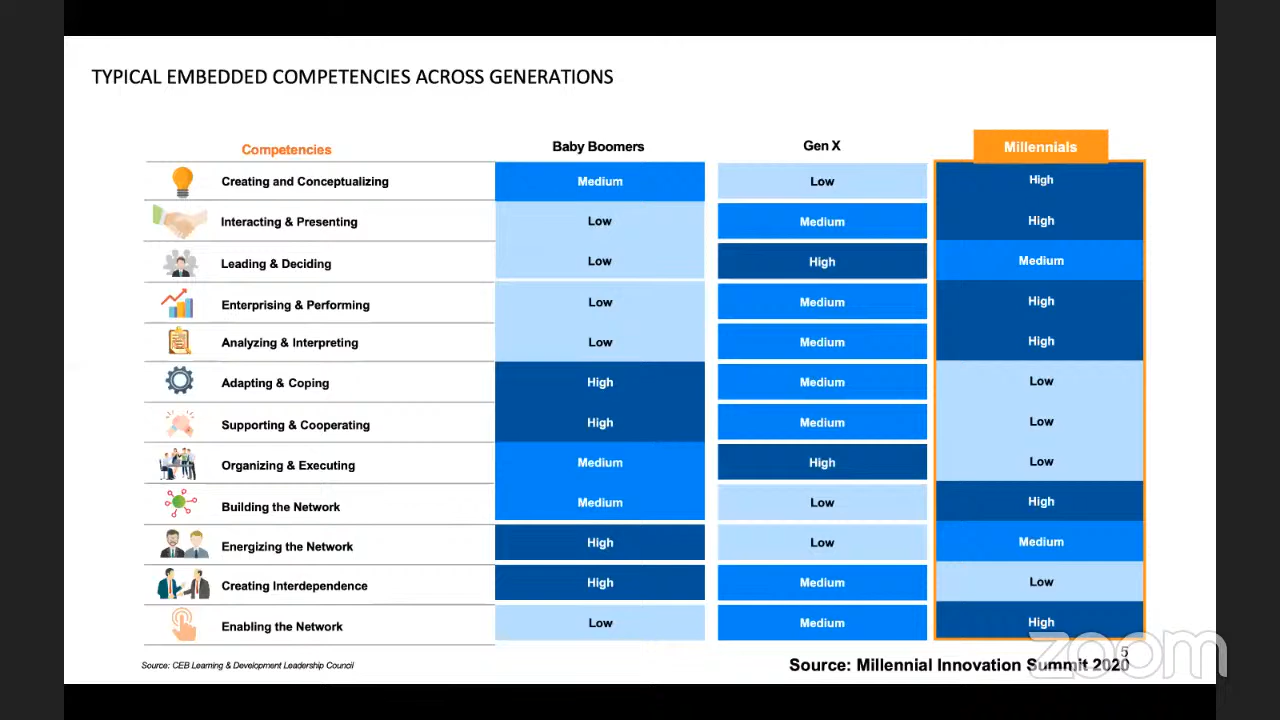 TYPICAL EMBEDDED COMPETENCIES ACROSS GENERATIONS
Competencies Baby Boomers Gen X Millennials
Creating and Conceptualizing Medium Low High
Interacting & Presenting Low Medium High
Leading & Deciding Low High Medium
Enterprising & Performing Low Medium High
Analyzing & Interpreting Low Medium High
Adapting & Coping High Medium Low
Supporting & Cooperating High Medium Low
Organizing & Executing Medium High Low
Building the Network Medium Low High
Energizing the Network High Low Medium
Creating Interdependence High Medium Low
Enabling the Network Low Medium High
5
Source: CEB Learning & Development Leadership Council
Source: Millennial Innovation Summit 2020
zoom